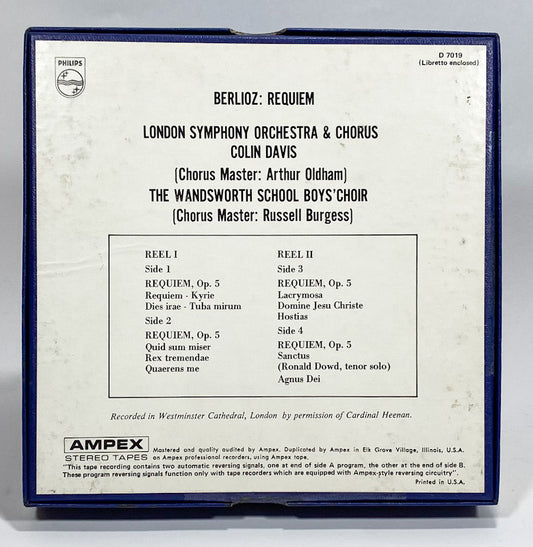 PHILIPS
D 7019
(Libretto enclosed)
BERLIOZ: REQUIEM
LONDON SYMPHONY ORCHESTRA & CHORUS
COLIN DAVIS
(Chorus Master: Arthur Oldham)
THE WANDSWORTH SCHOOL BOYS'CHOIR
(Chorus Master: Russell Burgess)
REEL I
Side 1
REQUIEM, Op. 5
Requiem - Kyrie
Dies irae - Tuba mirum
Side 2
REQUIEM, Op. 5
Quid sum miser
Rex tremendae
Quaerens me
REEL II
Side 3
REQUIEM, Op. 5
Lacrymosa
Domine Jesu Christe
Hostias
Side 4
REQUIEM, Op. 5
Sanctus
(Ronald Dowd, tenor solo)
Agnus Dei
Recorded in Westminster Cathedral, London by permission of Cardinal Heenan.
AMPEX
STEREO TAPES
Mastered and quality audited by Ampex, Duplicated by Ampex in Elk Grove Village, Illinois, U.S.A.
on Ampex professional recorders, using Ampex tape.
"This tape recording contains two automatic reversing signals, one at end of side A program, the other at the end of side B.
These program reversing signals function only with tape recorders which are equipped with Ampex-style reversing circuitry".
Printed in U.S.A.